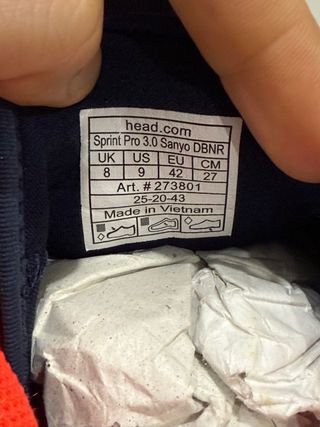 head.com
Sprint Pro 3.0 Sanyo DBNR
UK US EU CM
8 9 42 27
Art. # 273801
25-20-43
Made in Vietnam